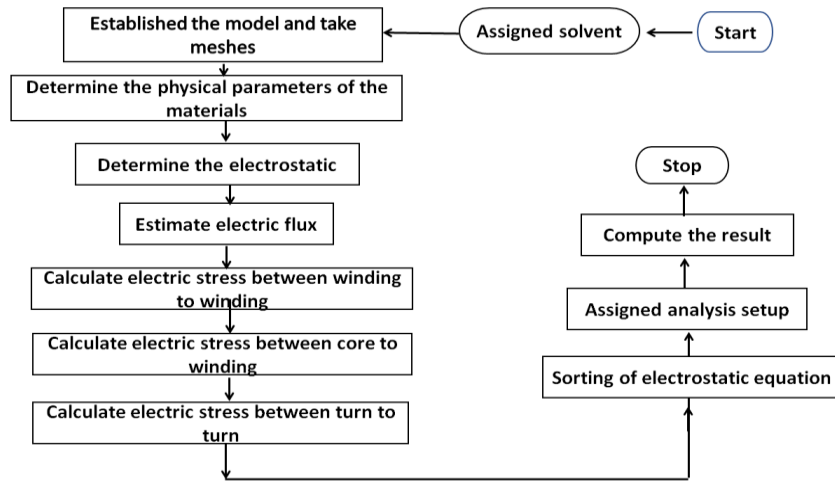 Start
Assigned solvent
Established the model and take
meshes
Determine the physical parameters of the
materials
Determine the electrostatic
Estimate electric flux
Calculate electric stress between winding
to winding
Calculate electric stress between core to
winding
Calculate electric stress between turn to
turn
Sorting of electrostatic equation
Assigned analysis setup
Compute the result
Stop